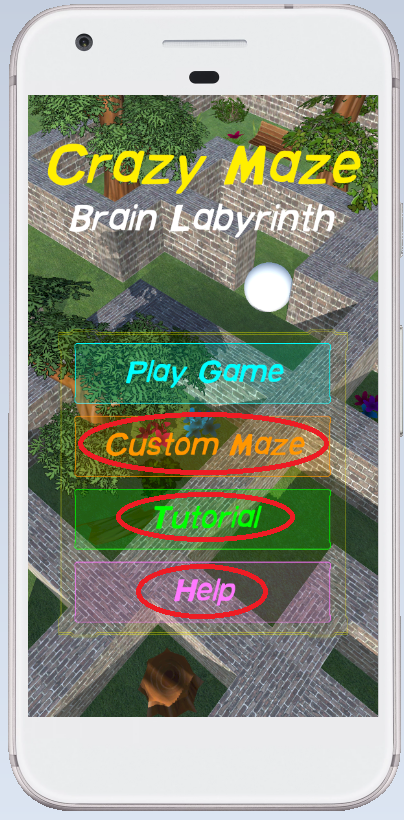 Crazy Maze
Brain Labyrinth
Play Game
Custom Maze
Tutorial
Help